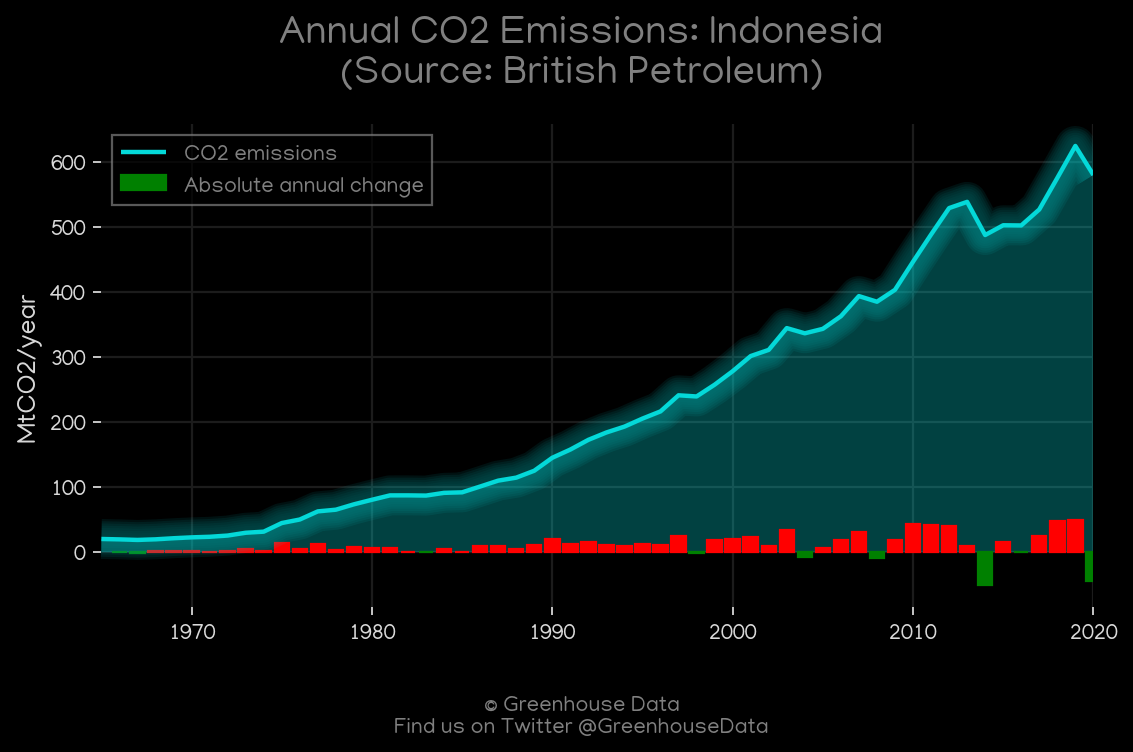 Annual CO2 Emissions: Indonesia
(Source: British Petroleum)
CO2 emissions
Absolute annual change
MtCO2/year
600
500
400
300
200
100
0
1970 1980 1990 2000 2010 2020
© Greenhouse Data
Find us on Twitter @GreenhouseData